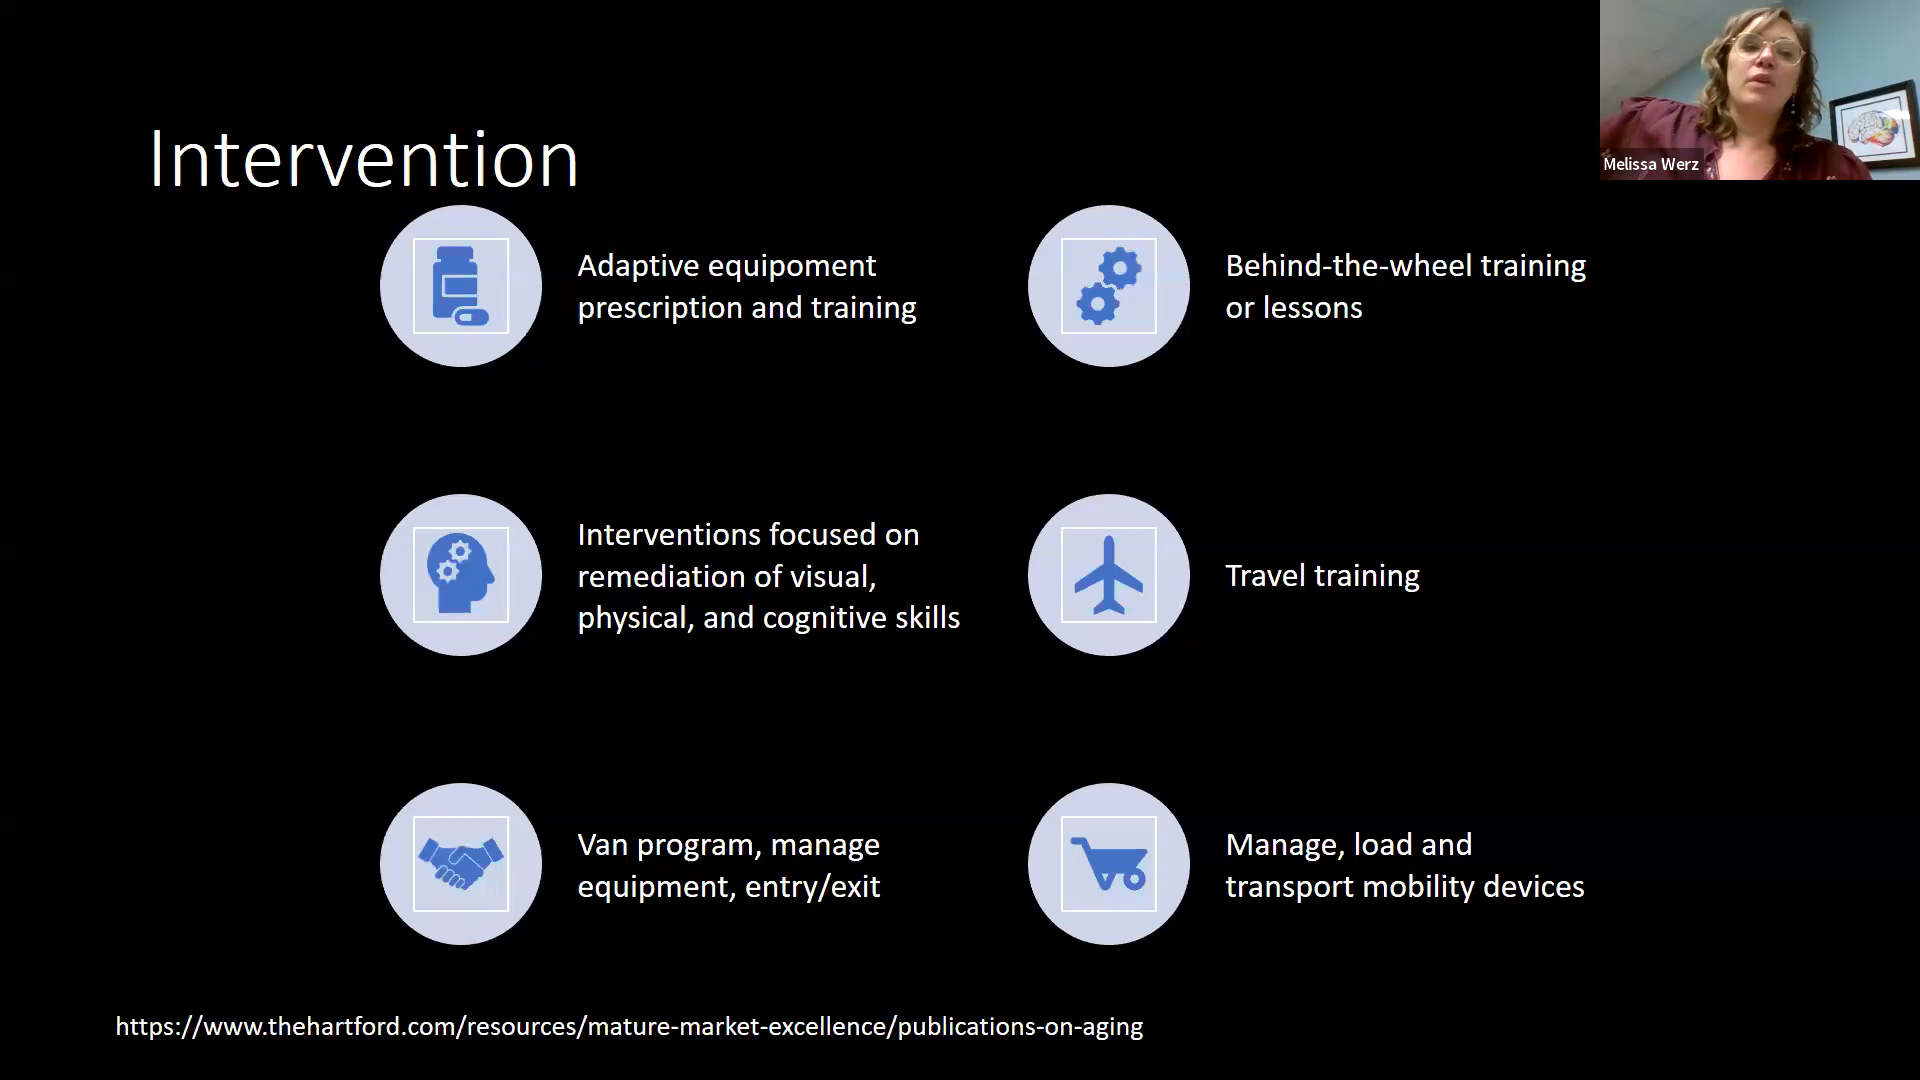 Intervention
Melissa Werz
Adaptive equipoment
prescription and training
Behind-the-wheel training
or lessons
Interventions focused on
remediation of visual,
physical, and cognitive skills
Travel training
Van program, manage
equipment, entry/exit
Manage, load and
transport mobility devices
https://www.thehartford.com/resources/mature-market-excellence/publications-on-aging